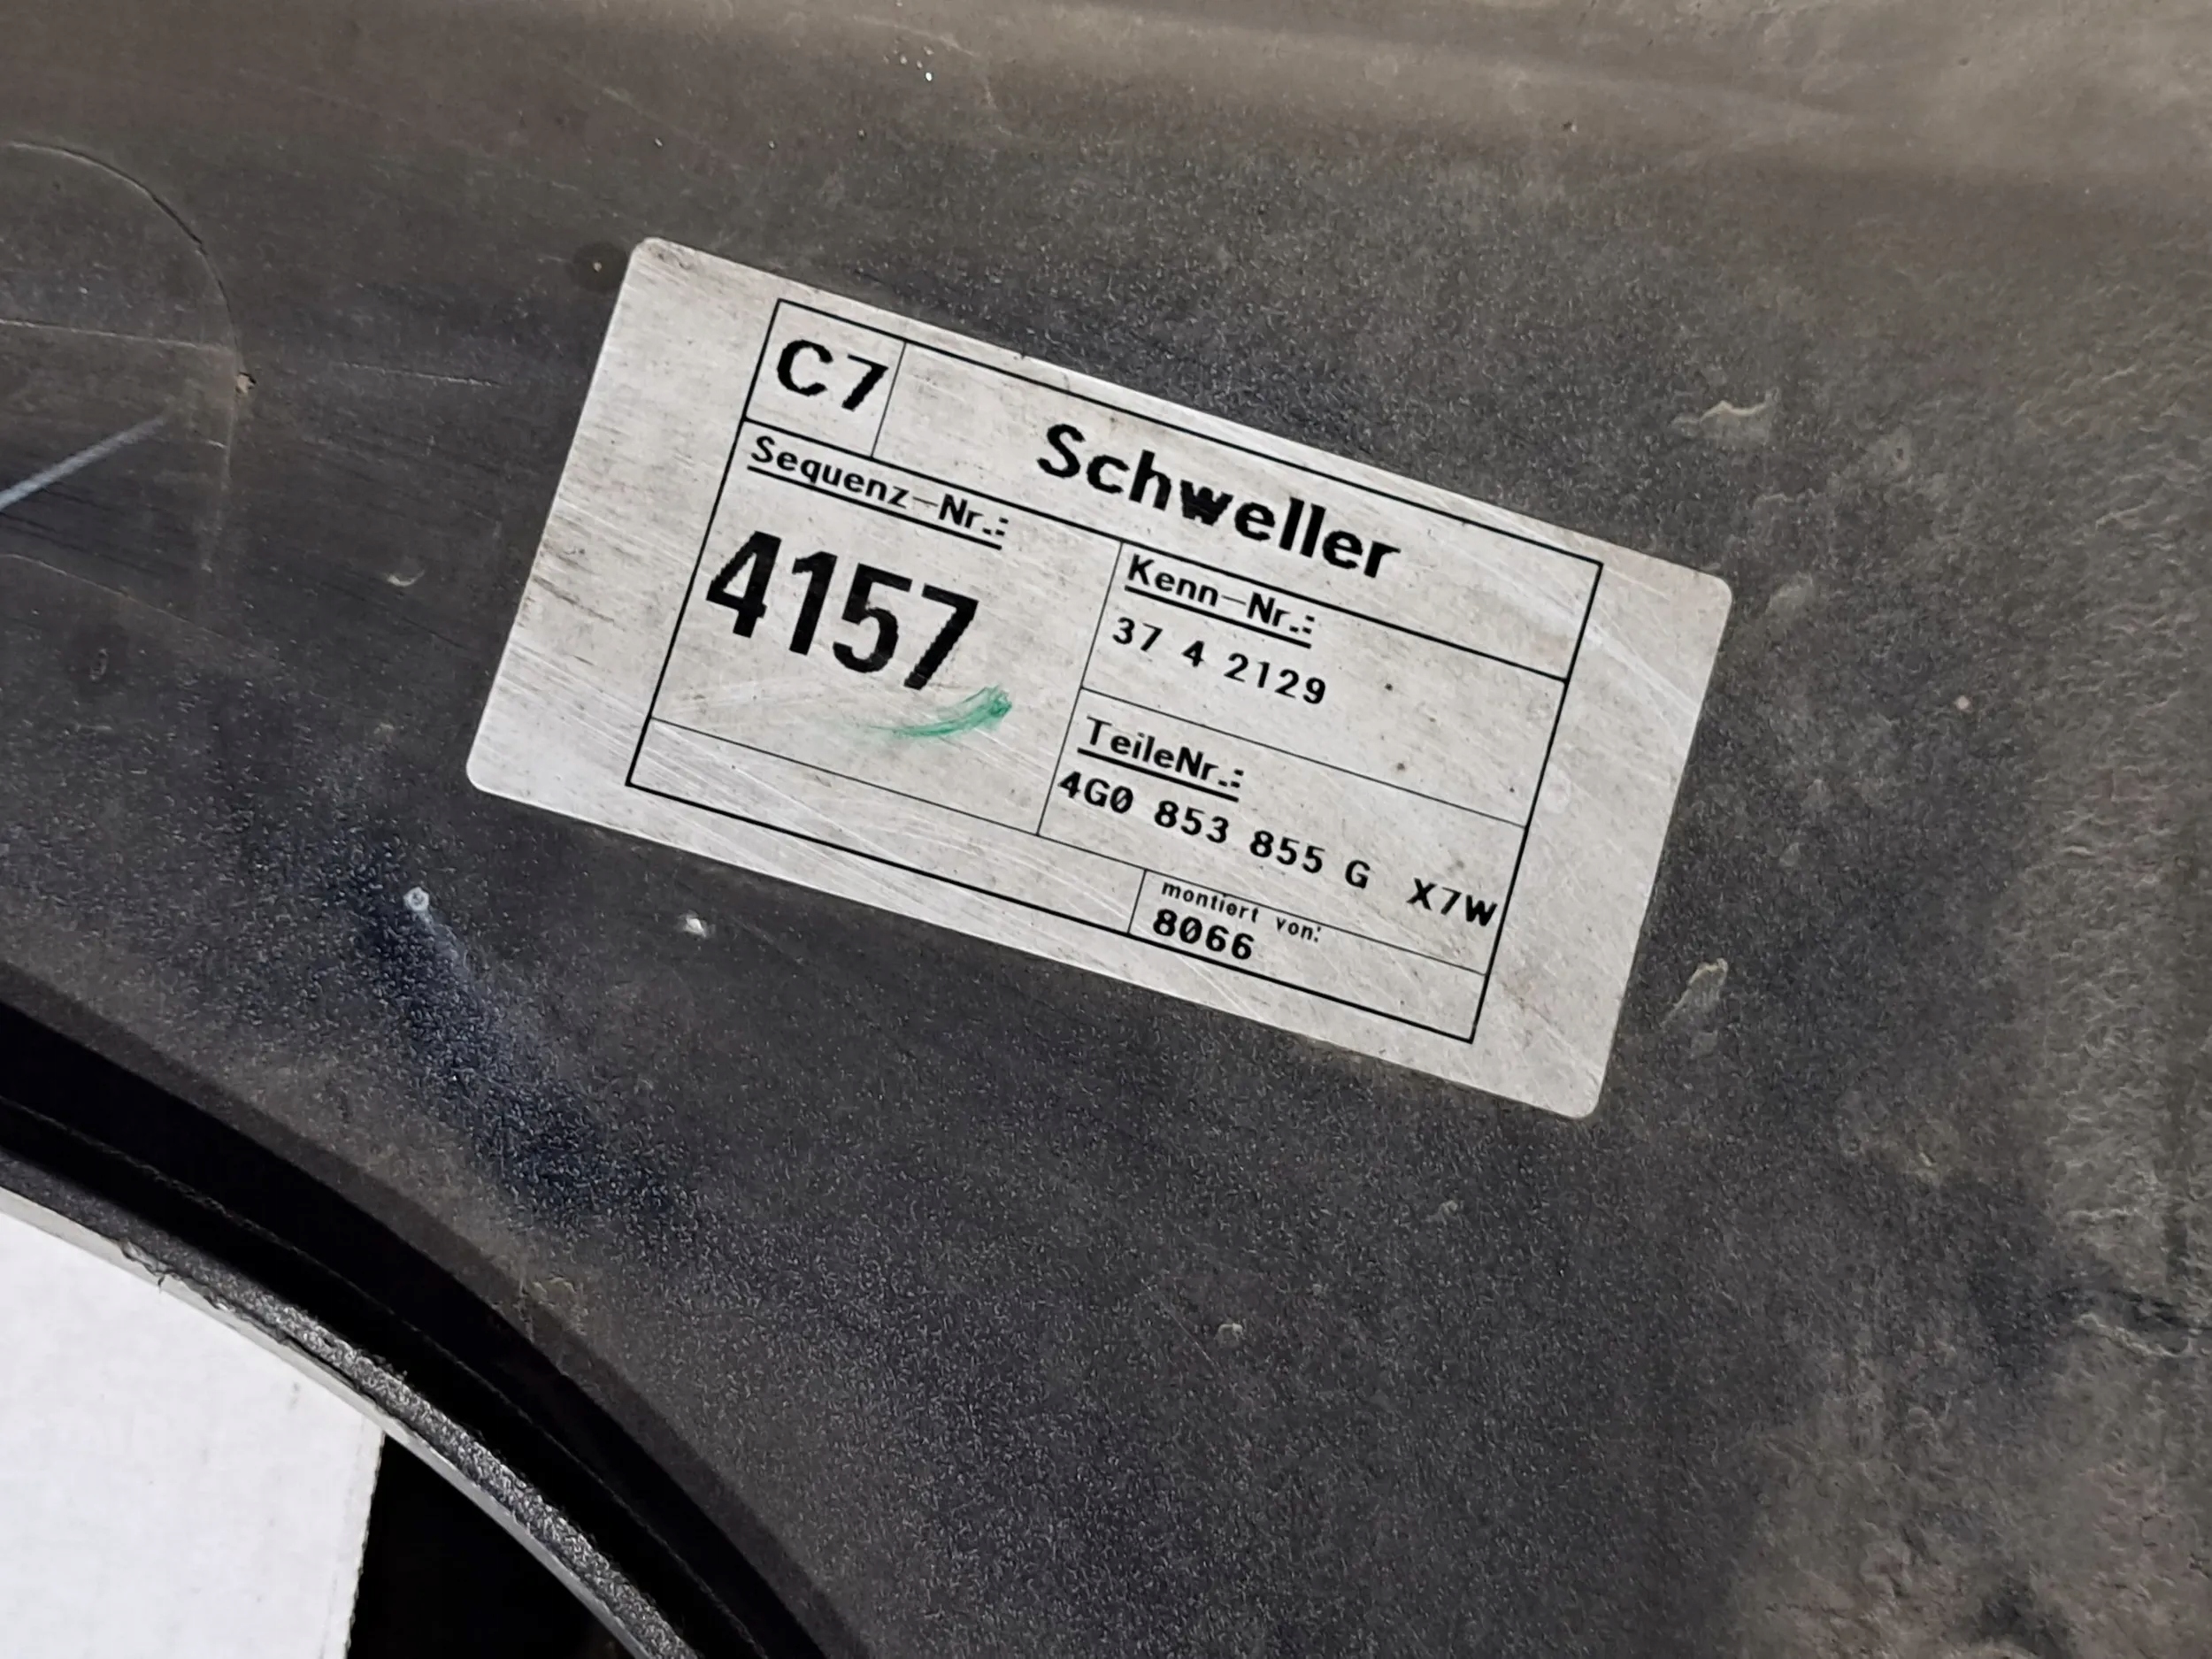 C7
Schweller
Sequenz-Nr.:
4157
Kenn-Nr.:
37 4 2129
TeileNr.:
4G0 853 855 G X7W
montiert von:
8066